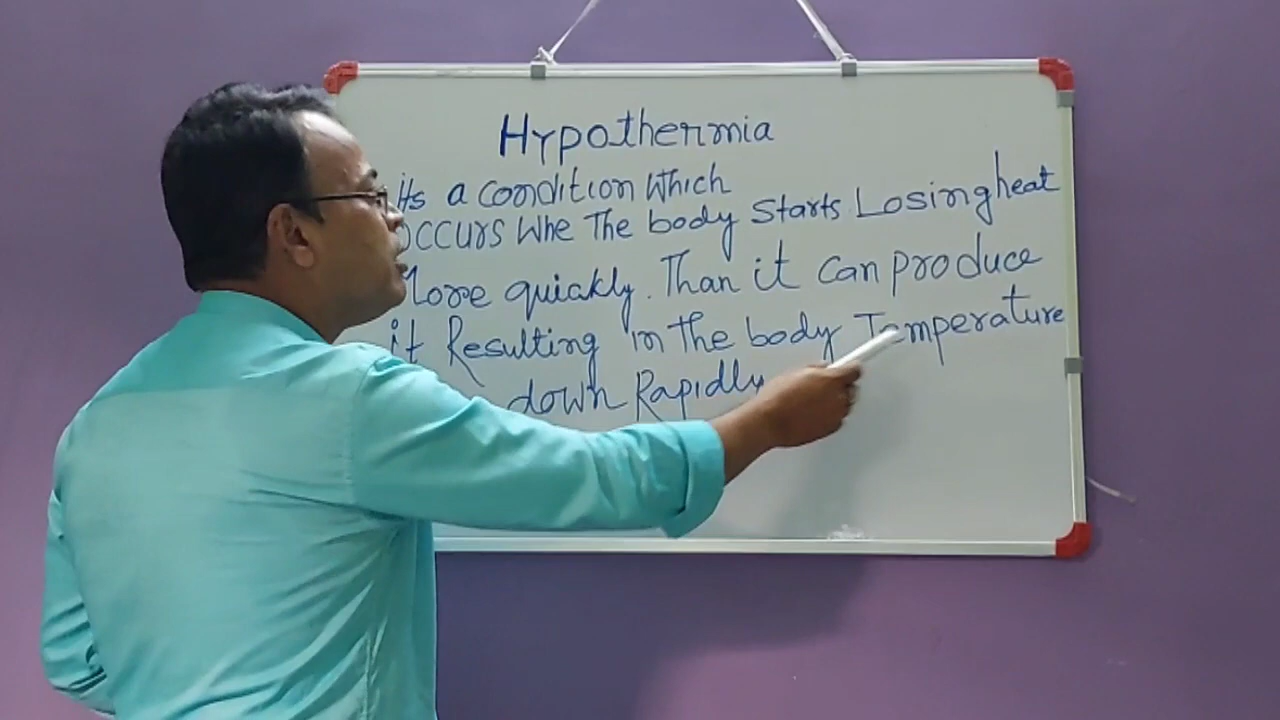 Hypothermia
its a condition Which
OCCURS Whe The body Starts Losing heat
More quickly. Than it can produce
it Resulting in the body Temperature
down Rapidly